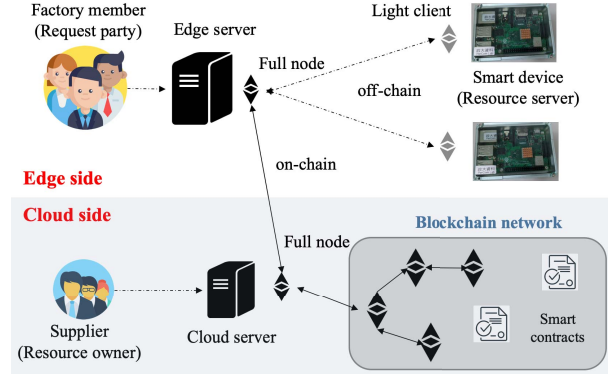 Factory member
(Request party)
Edge server
Full node
Light client
Smart device
(Resource server)
off-chain
on-chain
Edge side
Cloud side
Blockchain network
Full node
Supplier
(Resource owner)
Cloud server
Smart
contracts